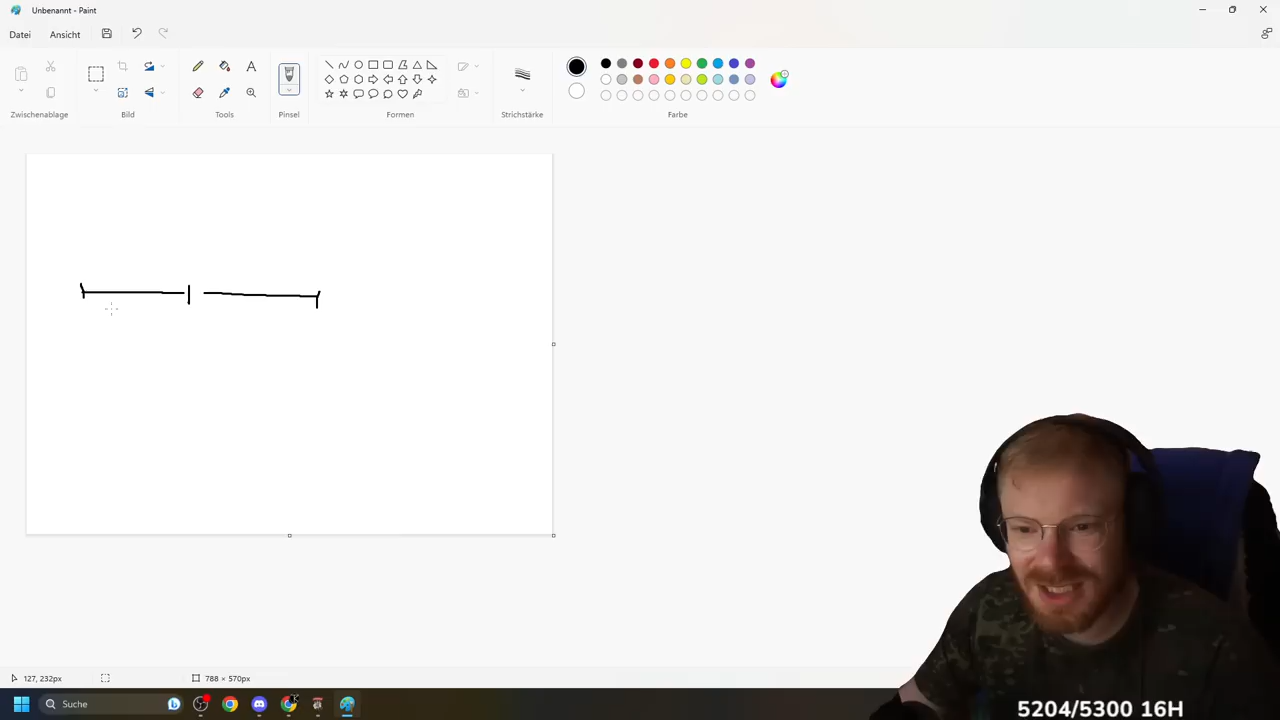 Unbenannt - Paint
Datei Ansicht
A
Zwischenablage Bild Tools Pinsel Formen Strichstärke Farbe
127, 232px 788 × 570px
Suche
5204/5300 16H